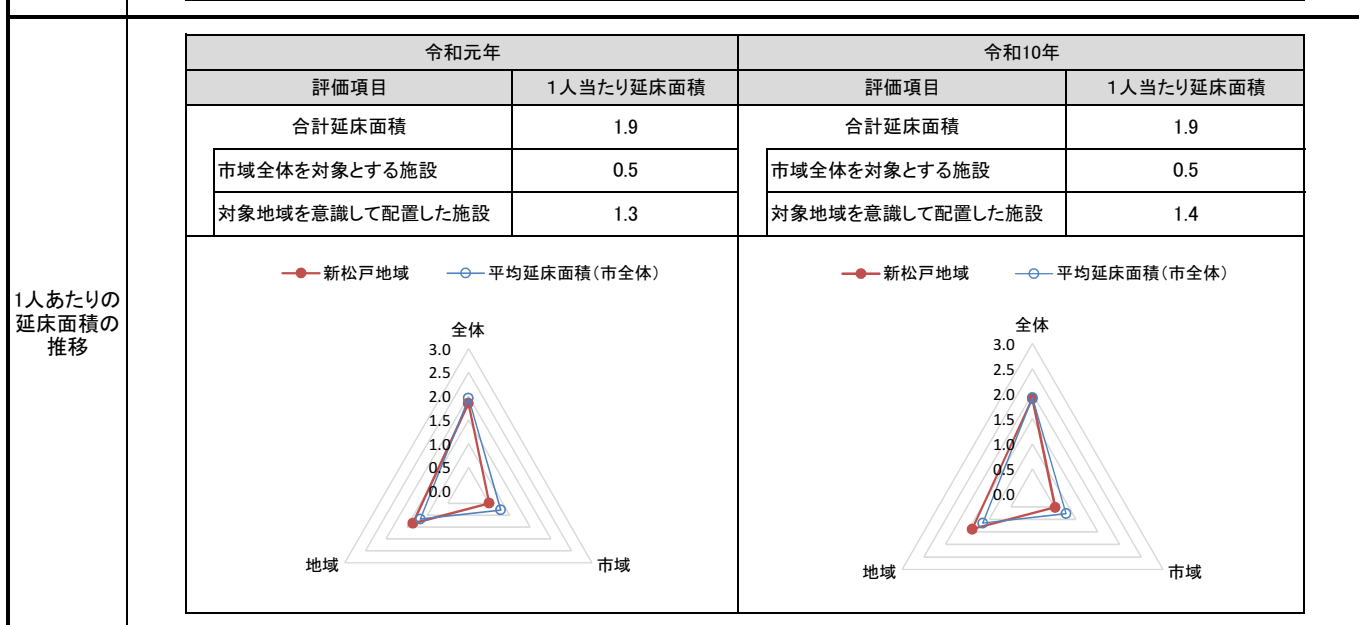 1人あたりの
延床面積の
推移
令和元年
令和10年
評価項目
1人当たり延床面積
評価項目
1人当たり延床面積
合計延床面積
1.9
合計延床面積
1.9
市域全体を対象とする施設
0.5
市域全体を対象とする施設
0.5
対象地域を意識して配置した施設
1.3
対象地域を意識して配置した施設
1.4
新松戸地域
平均延床面積(市全体)
全体
3.0
2.5
2.0
1.5
1.0
0.5
0.0
地域
市域
新松戸地域
平均延床面積(市全体)
全体
3.0
2.5
2.0
1.5
1.0
0.5
0.0
地域
市域